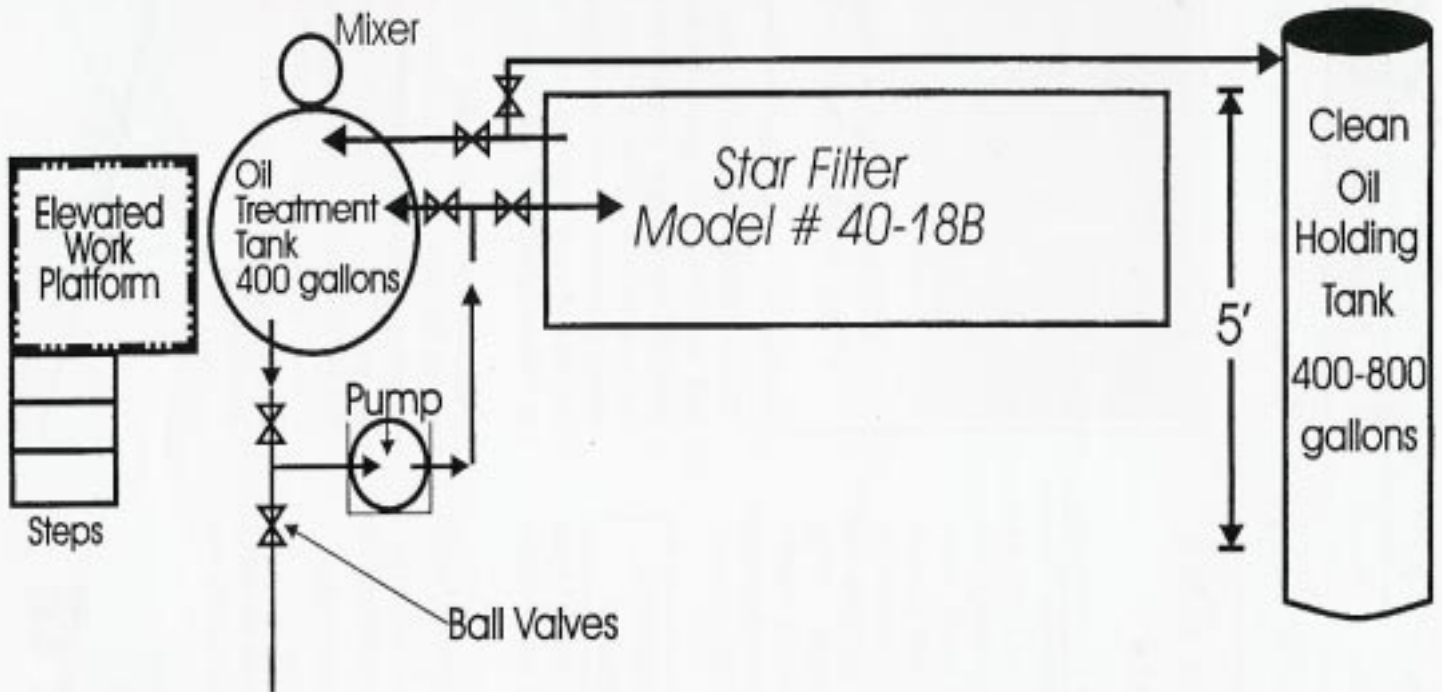 Mixer
Elevated
Work
Platform
Steps
Oil
Treatment
Tank
400 gallons
Pump
Ball Valves
Star Filter
Model # 40-18B
5'
Clean
Oil
Holding
Tank
400-800
gallons